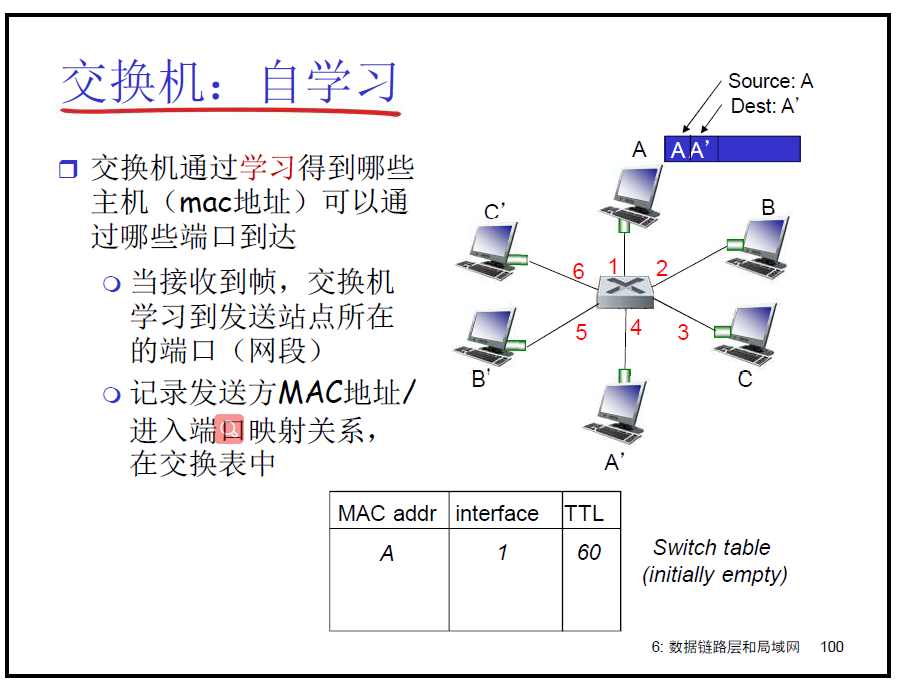 交换机：自学习
Source: A
Dest: A’
A A’
交换机通过学习得到哪些
主机（mac地址）可以通
过哪些端口到达
当接收到帧，交换机
学习到发送站点所在
的端口（网段）
记录发送方MAC地址/
进入端口映射关系，
在交换表中
A
B
C
A’
B’
C’
1
2
3
4
5
6
MAC addr interface TTL
A 1 60
Switch table
(initially empty)
6: 数据链路层和局域网 100